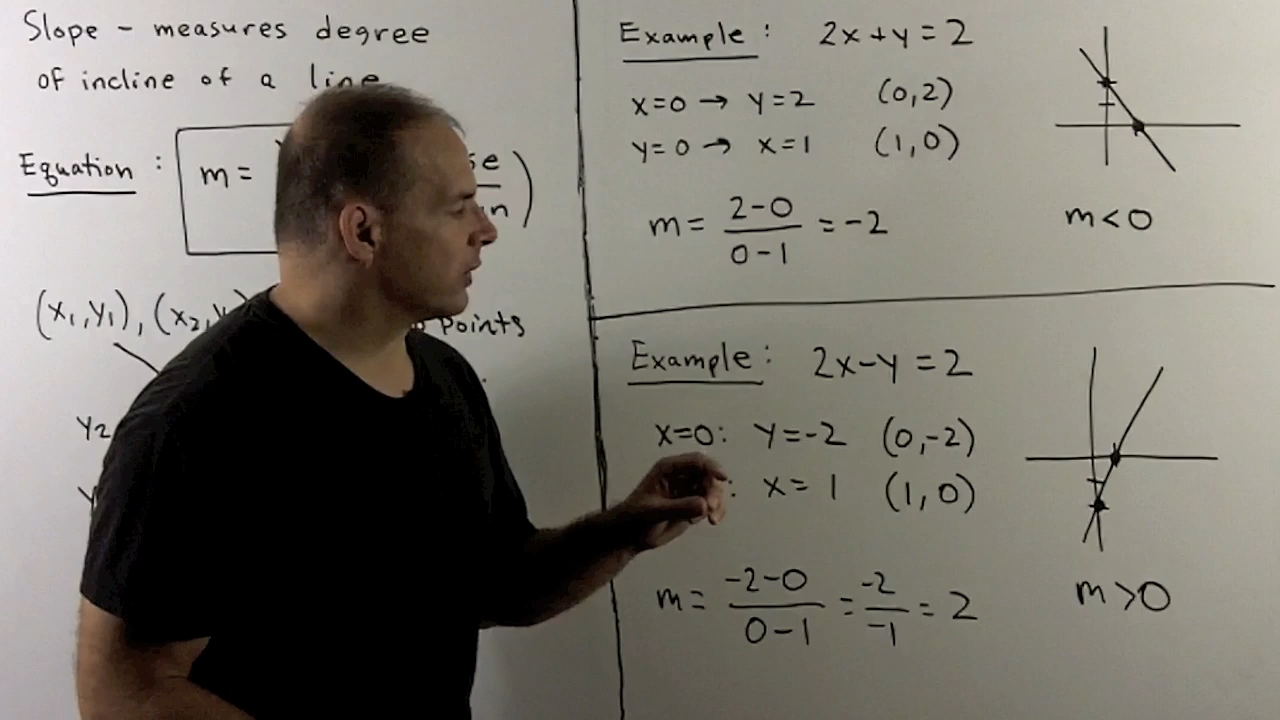 Slope – measures degree
of incline of a line
Equation : m =
(x₁,y₁), (x₂,y
points
y₂
Example : 2x+y=2
x=0 → y=2 (0,2)
y=0 → x=1 (1,0)
m = (2-0)/(0-1) = -2
m<0
Example : 2x-y=2
x=0: y=-2 (0,-2)
: x=1 (1,0)
m = (-2-0)/(0-1) = -2/-1 = 2
m>0